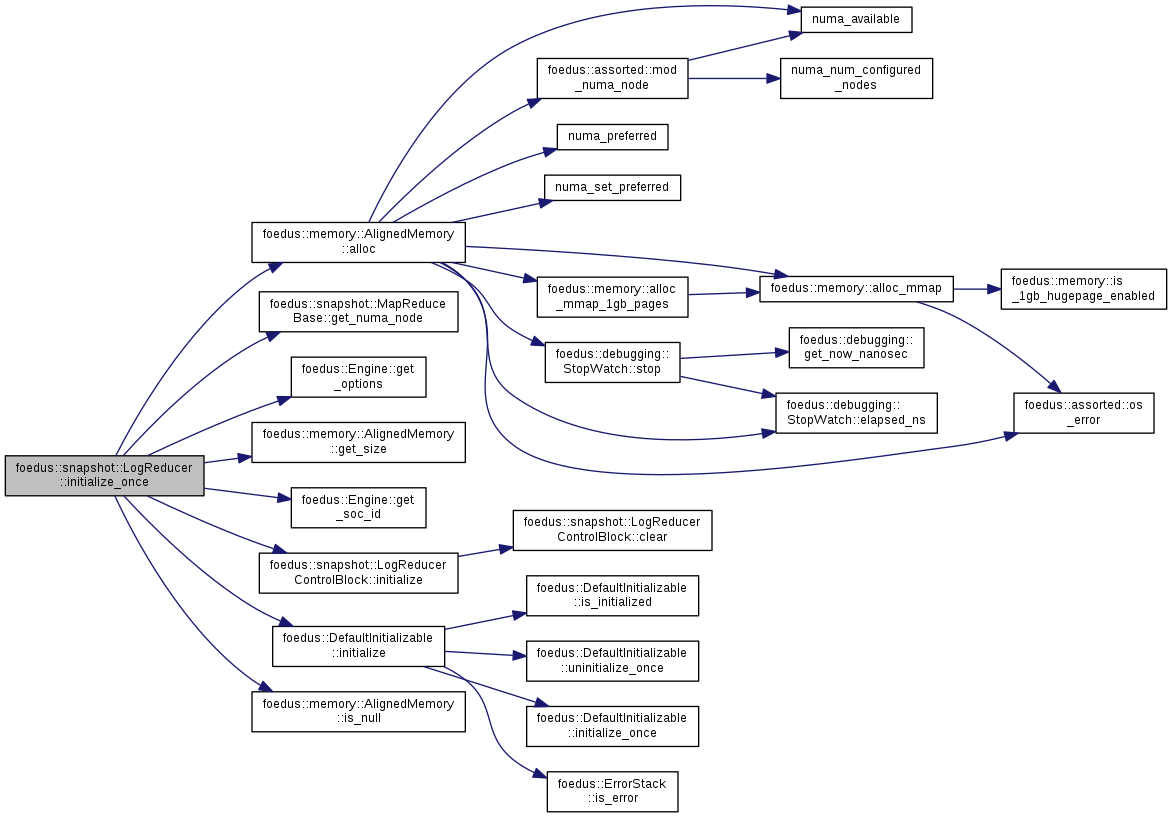 foedus::snapshot::LogReducer
::initialize_once
foedus::memory::AlignedMemory
::alloc
foedus::snapshot::MapReduce
Base::get_numa_node
foedus::Engine::get
_options
foedus::memory::AlignedMemory
::get_size
foedus::Engine::get
_soc_id
foedus::snapshot::LogReducer
ControlBlock::initialize
foedus::DefaultInitializable
::initialize
foedus::memory::AlignedMemory
::is_null
numa_available
foedus::assorted::mod
_numa_node
numa_num_configured
_nodes
numa_preferred
numa_set_preferred
foedus::memory::alloc
_mmap_1gb_pages
foedus::memory::alloc_mmap
foedus::memory::is
_1gb_hugepage_enabled
foedus::debugging::
StopWatch::stop
foedus::debugging::
get_now_nanosec
foedus::debugging::
StopWatch::elapsed_ns
foedus::assorted::os
_error
foedus::snapshot::LogReducer
ControlBlock::clear
foedus::DefaultInitializable
::is_initialized
foedus::DefaultInitializable
::uninitialize_once
foedus::DefaultInitializable
::initialize_once
foedus::ErrorStack
::is_error